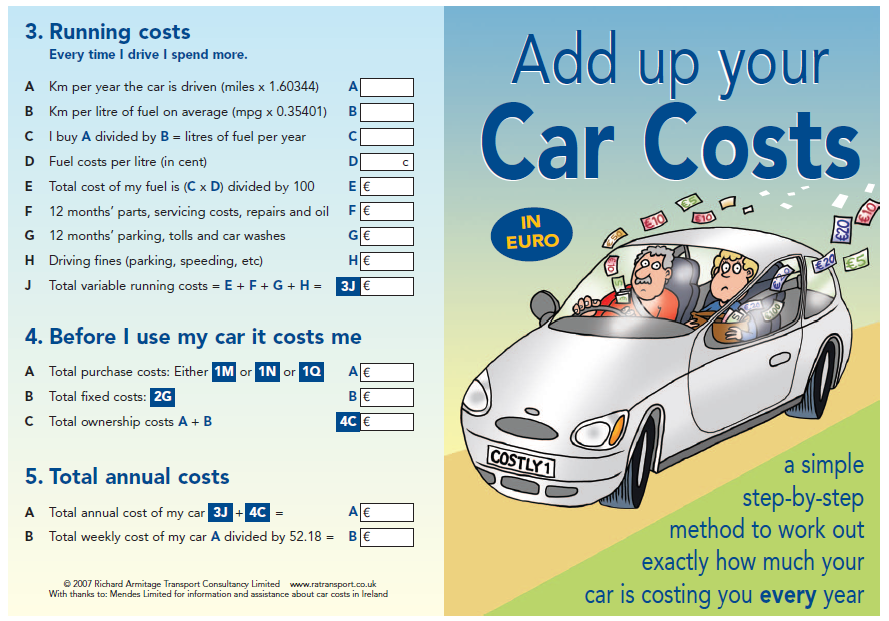 3. Running costs
Every time I drive I spend more.
A Km per year the car is driven (miles x 1.60344) A
B Km per litre of fuel on average (mpg x 0.35401) B
C I buy A divided by B = litres of fuel per year C
D Fuel costs per litre (in cent) D c
E Total cost of my fuel is (C x D) divided by 100 E €
F 12 months’ parts, servicing costs, repairs and oil F €
G 12 months’ parking, tolls and car washes G €
H Driving fines (parking, speeding, etc) H €
J Total variable running costs = E + F + G + H = 3J €
4. Before I use my car it costs me
A Total purchase costs: Either 1M or 1N or 1Q A €
B Total fixed costs: 2G B €
C Total ownership costs A + B 4C €
5. Total annual costs
A Total annual cost of my car 3J + 4C = A €
B Total weekly cost of my car A divided by 52.18 = B €
© 2007 Richard Armitage Transport Consultancy Limited www.ratransport.co.uk
With thanks to: Mendes Limited for information and assistance about car costs in Ireland
Add up your
Car Costs
IN
EURO
€10
€5
€10
€10
€20
€20
€5
COSTLY 1
a simple
step-by-step
method to work out
exactly how much your
car is costing you every year